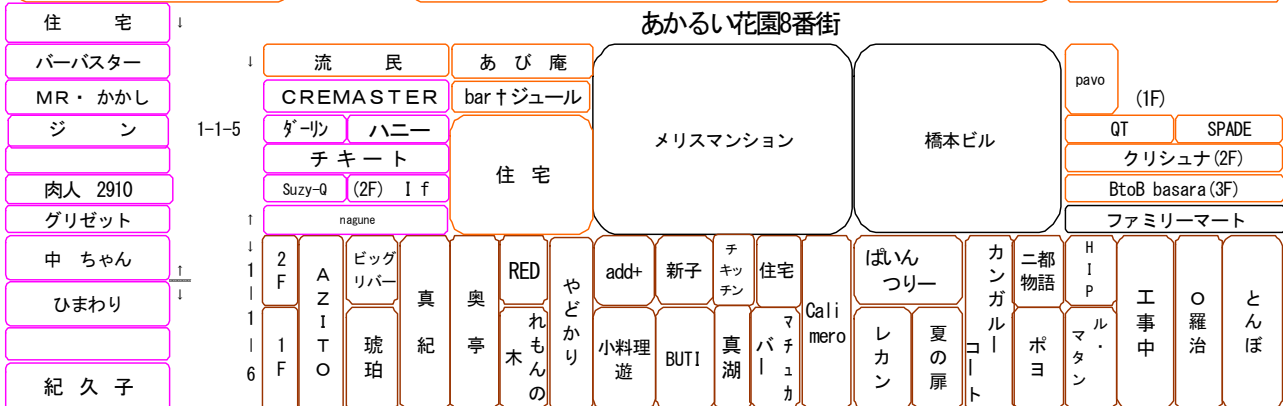 あかるい花園8番街
住 宅
↓
バーバスター
MR・ かかし
ジ ン
肉人 2910
グリゼット
中 ちゃん
↑
↓
ひまわり
紀 久 子
1-1-5
↓
流 民
あ び 庵
CREMASTER
bar†ジュール
ダーリン
ハニー
チ キ ー ト
住 宅
Suzy-Q
(2F) I f
↑
nagune
メリスマンション
橋本ビル
pavo
(1F)
QT
SPADE
クリシュナ(2F)
BtoB basara(3F)
ファミリーマート
↓1|1|6
2F
1F
AZITO
ビッグ
リバー
琥珀
真紀
奥亭
RED
れもんの
木
やどかり
add+
小料理
遊
新子
BUTI
チ
キッ
チン
真湖
住宅
マチュカ
バー
Cali
mero
ぱいん
つりー
レカン
夏の扉
カンガルー
コート
二都
物語
ポヨ
HIP
ル・
マタン
工事中
O羅治
とんぼ